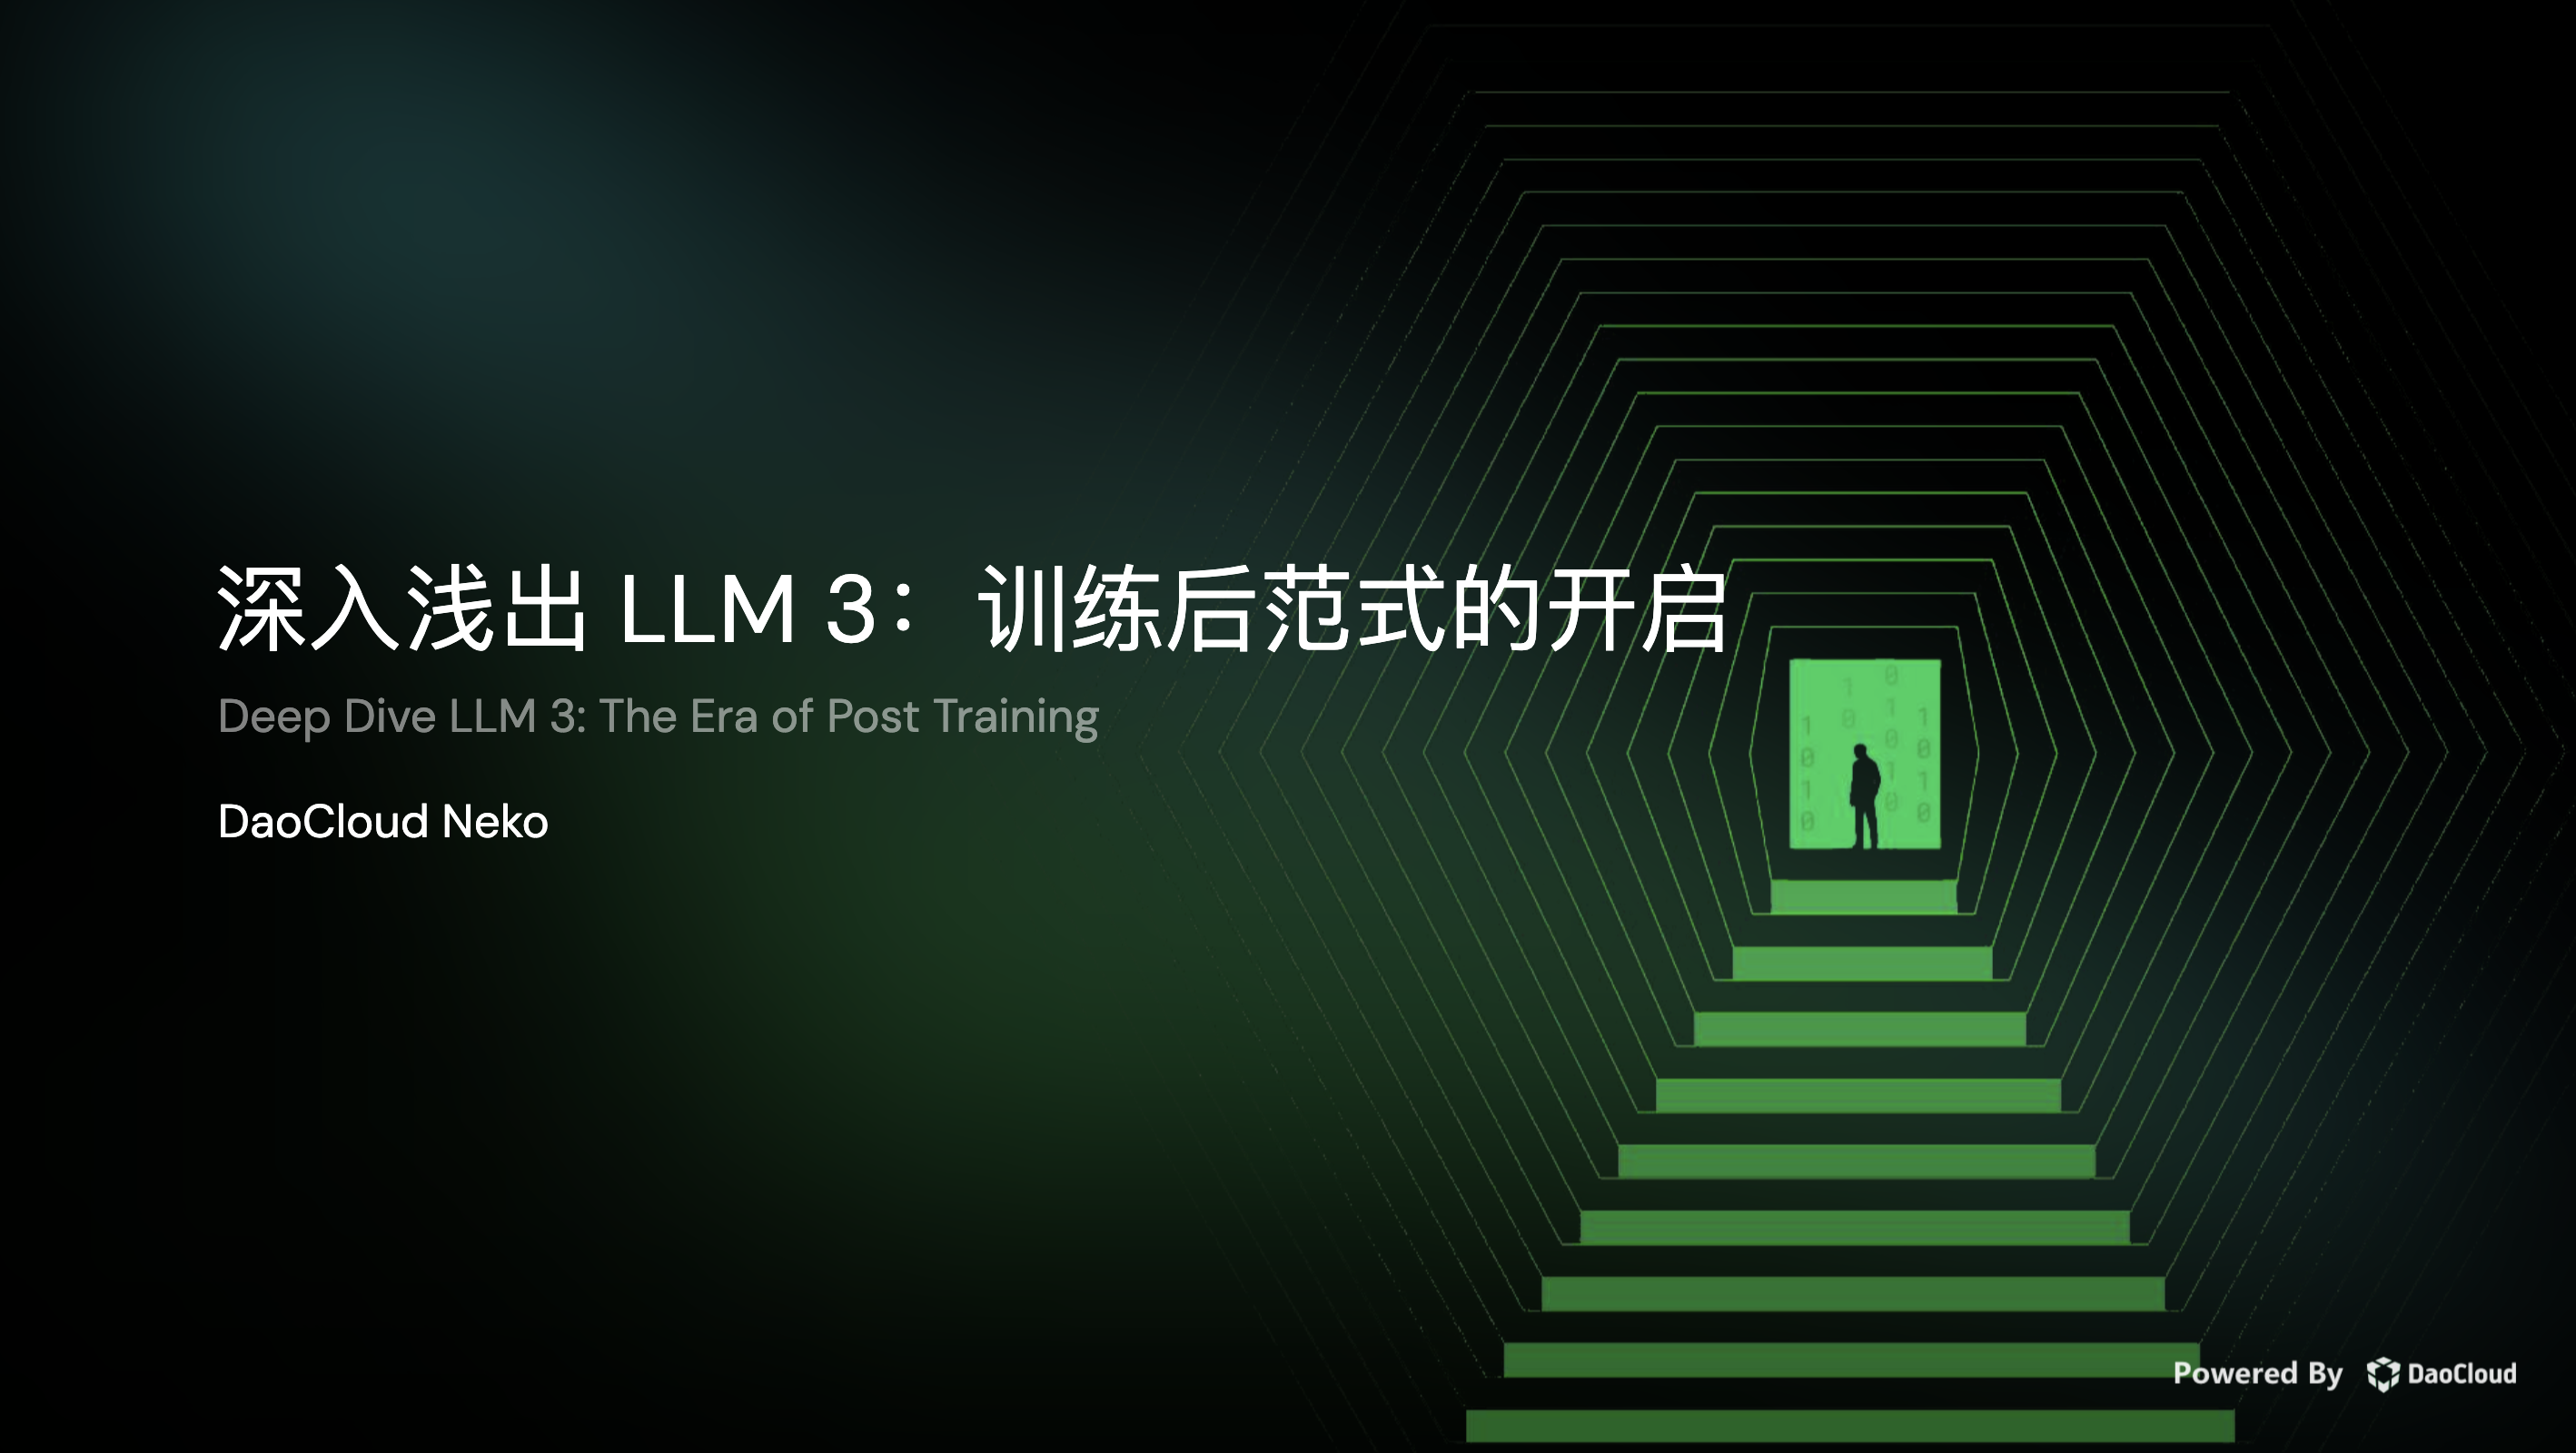 深入浅出 LLM 3：训练后范式的开启
Deep Dive LLM 3: The Era of Post Training
DaoCloud Neko
Powered By DaoCloud